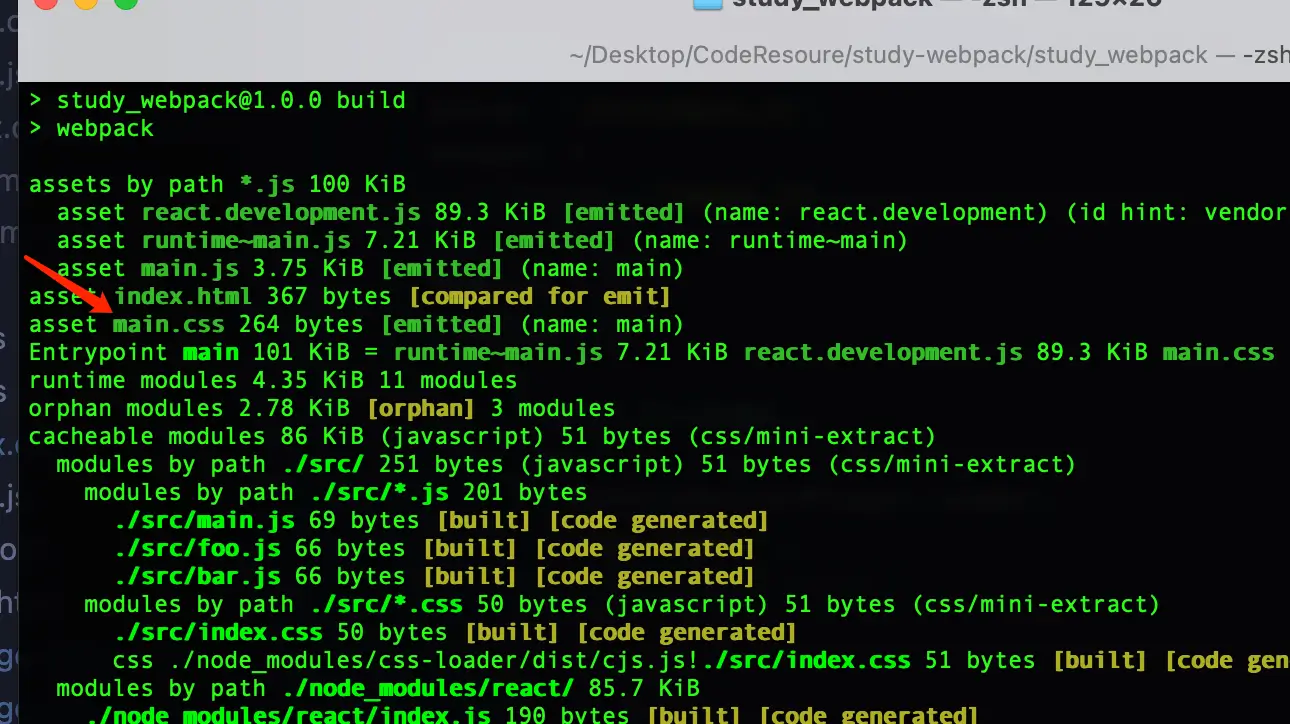 study_webpack — -zsh — 129×26
~/Desktop/CodeResoure/study-webpack/study_webpack — -zsh
> study_webpack@1.0.0 build
> webpack
assets by path *.js 100 KiB
asset react.development.js 89.3 KiB [emitted] (name: react.development) (id hint: vendor
asset runtime~main.js 7.21 KiB [emitted] (name: runtime~main)
asset main.js 3.75 KiB [emitted] (name: main)
asset index.html 367 bytes [compared for emit]
asset main.css 264 bytes [emitted] (name: main)
Entrypoint main 101 KiB = runtime~main.js 7.21 KiB react.development.js 89.3 KiB main.css
runtime modules 4.35 KiB 11 modules
orphan modules 2.78 KiB [orphan] 3 modules
cacheable modules 86 KiB (javascript) 51 bytes (css/mini-extract)
modules by path ./src/ 251 bytes (javascript) 51 bytes (css/mini-extract)
modules by path ./src/*.js 201 bytes
./src/main.js 69 bytes [built] [code generated]
./src/foo.js 66 bytes [built] [code generated]
./src/bar.js 66 bytes [built] [code generated]
modules by path ./src/*.css 50 bytes (javascript) 51 bytes (css/mini-extract)
./src/index.css 50 bytes [built] [code generated]
css ./node_modules/css-loader/dist/cjs.js!./src/index.css 51 bytes [built] [code gen
modules by path ./node_modules/react/ 85.7 KiB
./node_modules/react/index.js 190 bytes [built] [code generated]